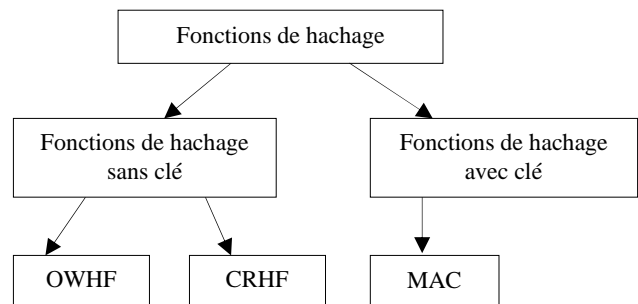 Fonctions de hachage
Fonctions de hachage
sans clé
Fonctions de hachage
avec clé
OWHF
CRHF
MAC